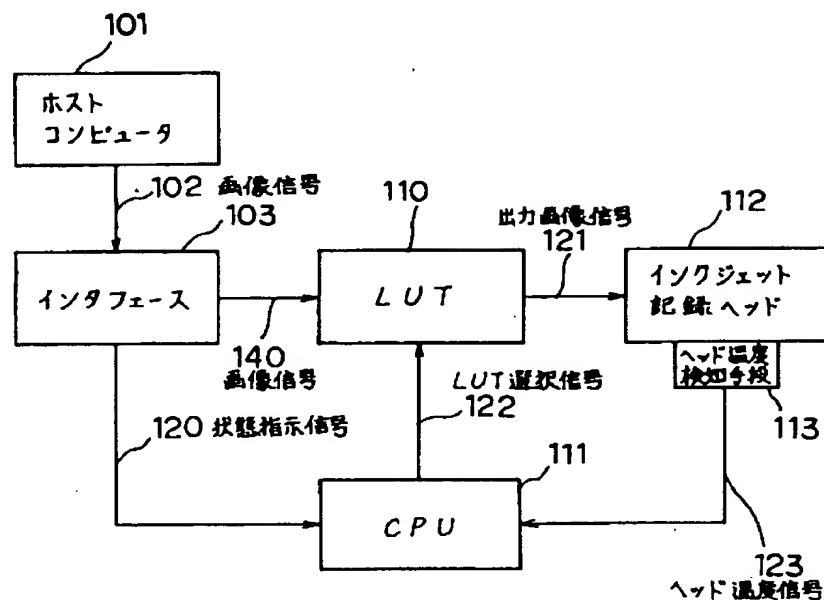 101
ホスト
コンピュータ
102 画像信号
103
インタフェース
140
画像信号
110
LUT
出力画像信号
121
112
インクジェット
記録ヘッド
ヘッド温度
検知手段
113
LUT選択信号
122
120 状態指示信号
111
CPU
123
ヘッド温度信号